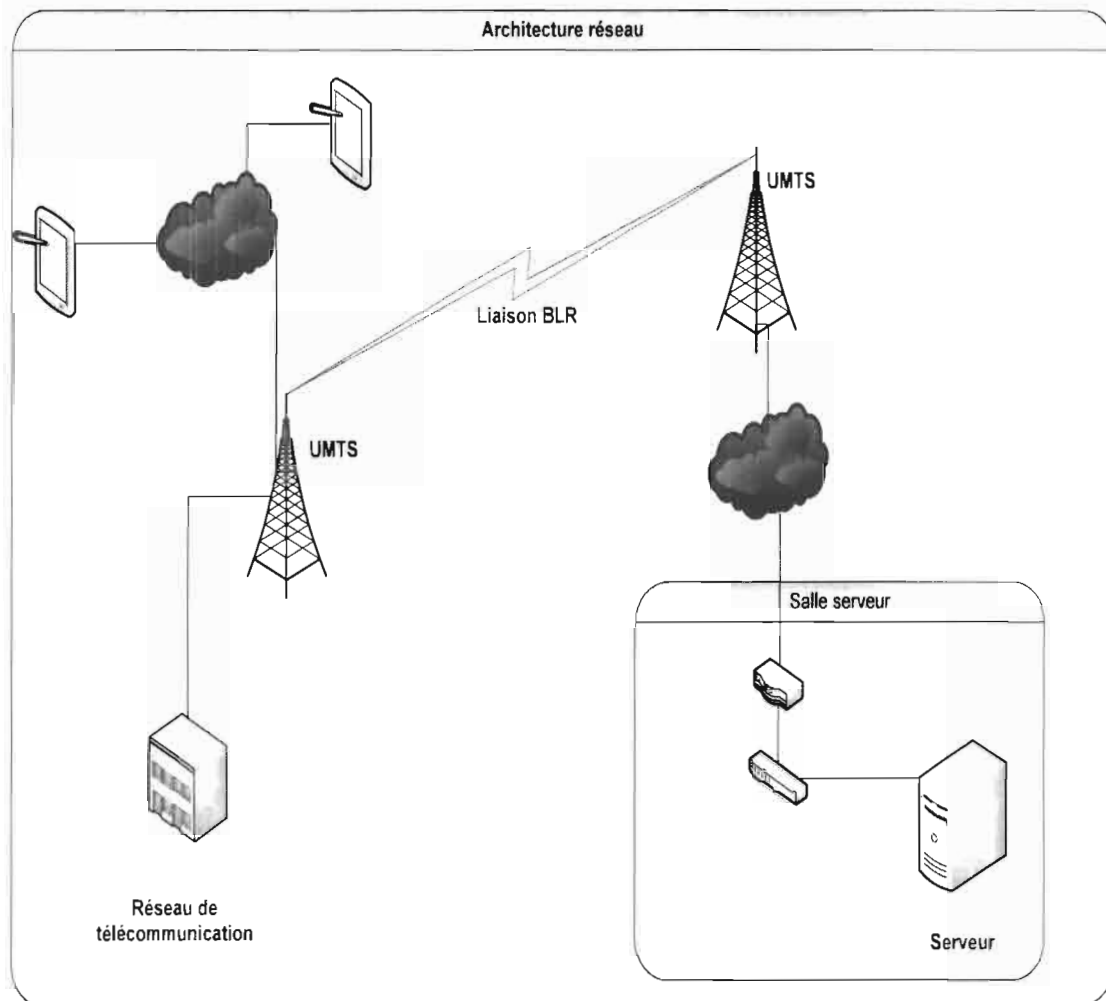 Architecture réseau
UMTS
Liaison BLR
UMTS
Salle serveur
Réseau de
télécommunication
Serveur